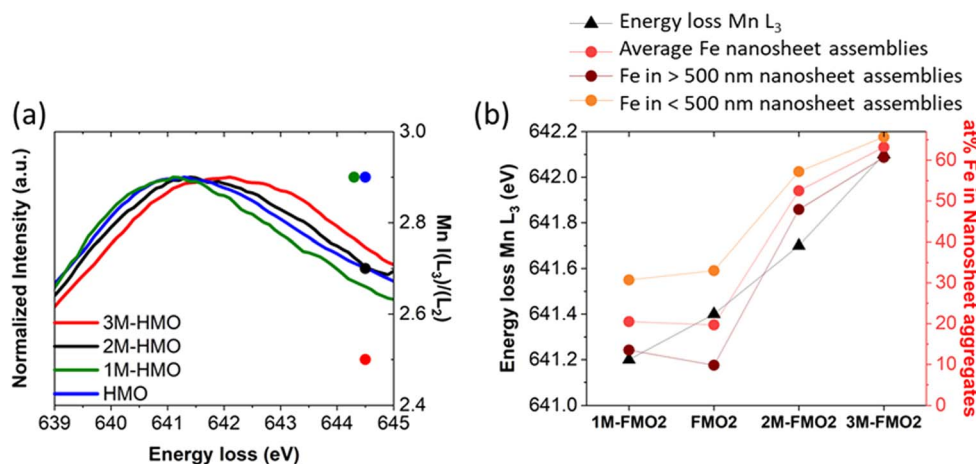 Energy loss Mn L₃
Average Fe nanosheet assemblies
Fe in > 500 nm nanosheet assemblies
Fe in < 500 nm nanosheet assemblies
(a)
Normalized Intensity (a.u.)
3M-HMO
2M-HMO
1M-HMO
HMO
639 640 641 642 643 644 645
Energy loss (eV)
3.0
2.8
2.6
2.4
Mn I(L₃)/(L₂)
(b)
Energy loss Mn L₃ (eV)
642.2
642.0
641.8
641.6
641.4
641.2
641.0
1M-FMO2 FMO2 2M-FMO2 3M-FMO2
60
50
40
30
20
10
0
at% Fe in Nanosheet aggregates